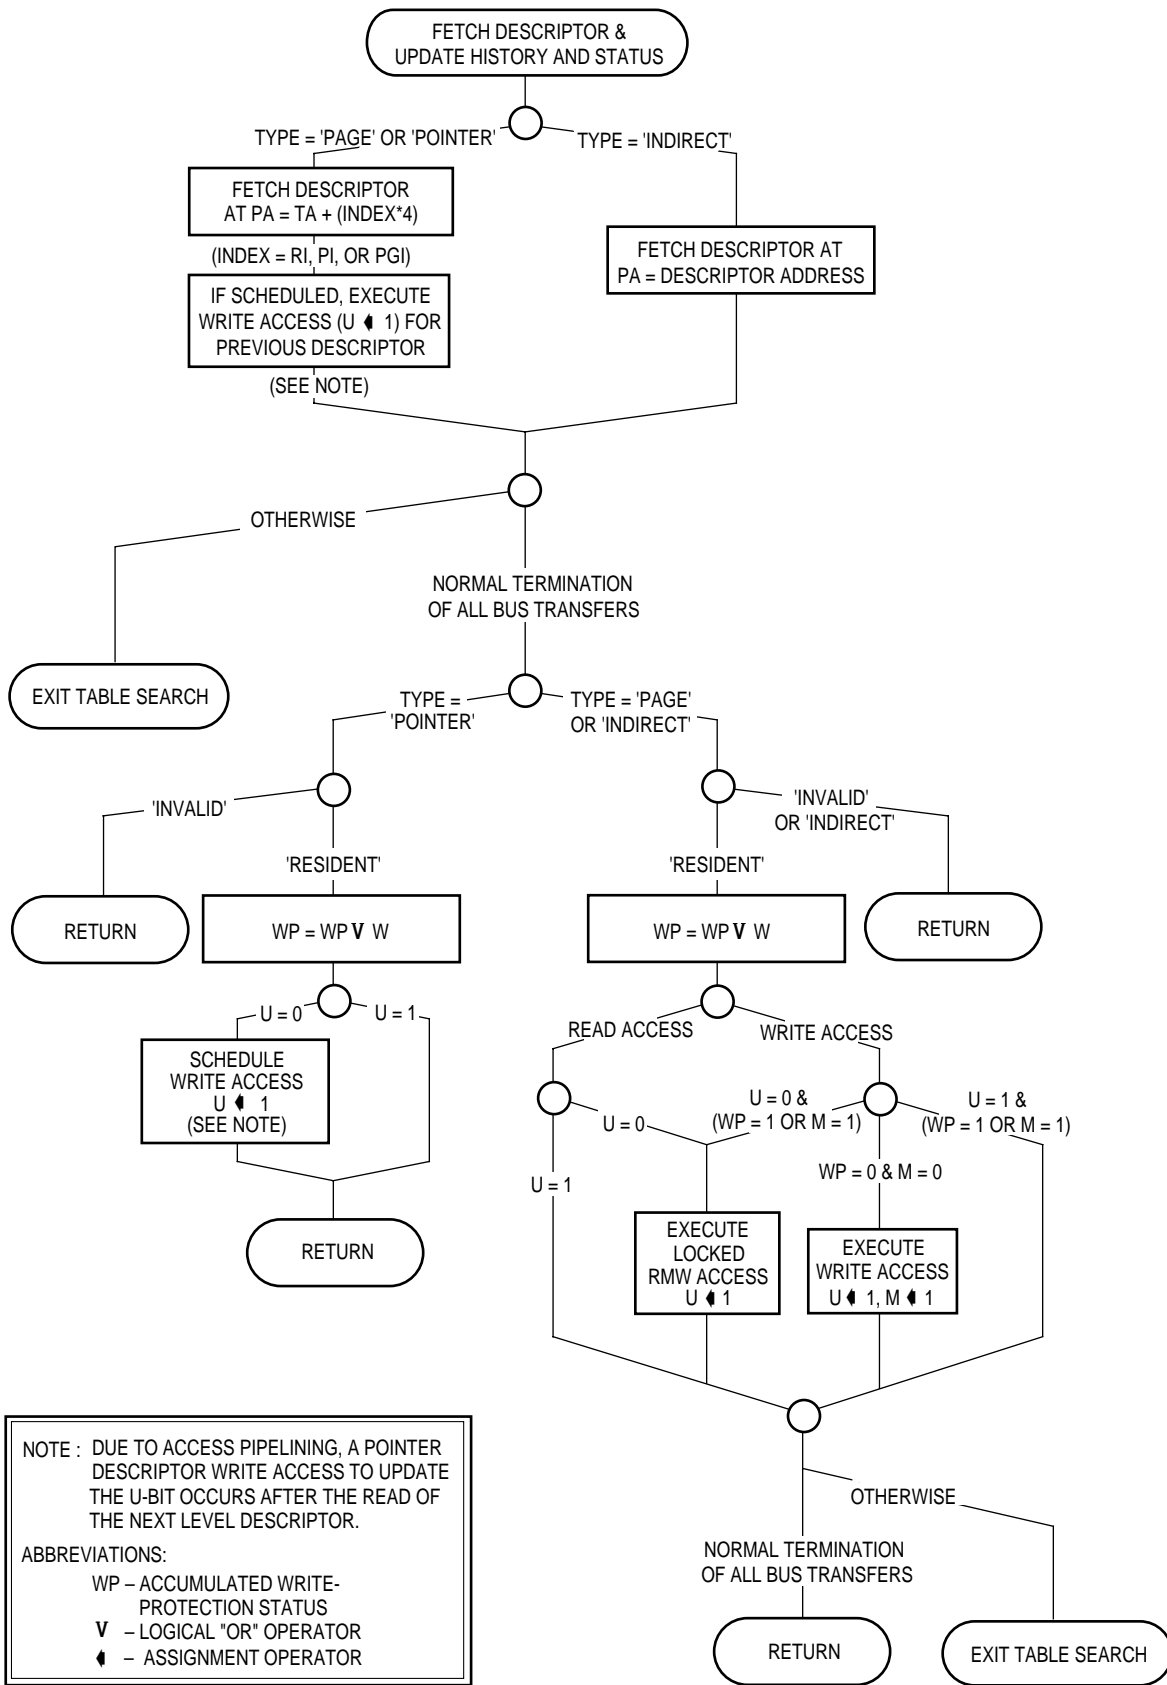 FETCH DESCRIPTOR &
UPDATE HISTORY AND STATUS
TYPE = 'PAGE' OR 'POINTER'
TYPE = 'INDIRECT'
FETCH DESCRIPTOR
AT PA = TA + (INDEX*4)
(INDEX = RI, PI, OR PGI)
FETCH DESCRIPTOR AT
PA = DESCRIPTOR ADDRESS
IF SCHEDULED, EXECUTE
WRITE ACCESS (U ⬧ 1) FOR
PREVIOUS DESCRIPTOR
(SEE NOTE)
OTHERWISE
NORMAL TERMINATION
OF ALL BUS TRANSFERS
EXIT TABLE SEARCH
TYPE =
'POINTER'
TYPE = 'PAGE'
OR 'INDIRECT'
'INVALID'
'INVALID'
OR 'INDIRECT'
'RESIDENT'
'RESIDENT'
RETURN
WP = WP V W
WP = WP V W
RETURN
U = 0
U = 1
READ ACCESS
WRITE ACCESS
SCHEDULE
WRITE ACCESS
U ⬧ 1
(SEE NOTE)
U = 0
U = 0 &
(WP = 1 OR M = 1)
U = 1 &
(WP = 1 OR M = 1)
U = 1
WP = 0 & M = 0
RETURN
EXECUTE
LOCKED
RMW ACCESS
U ⬧ 1
EXECUTE
WRITE ACCESS
U ⬧ 1, M ⬧ 1
NOTE : DUE TO ACCESS PIPELINING, A POINTER
DESCRIPTOR WRITE ACCESS TO UPDATE
THE U-BIT OCCURS AFTER THE READ OF
THE NEXT LEVEL DESCRIPTOR.
ABBREVIATIONS:
WP – ACCUMULATED WRITE-
PROTECTION STATUS
V – LOGICAL "OR" OPERATOR
⬧ – ASSIGNMENT OPERATOR
OTHERWISE
NORMAL TERMINATION
OF ALL BUS TRANSFERS
RETURN
EXIT TABLE SEARCH